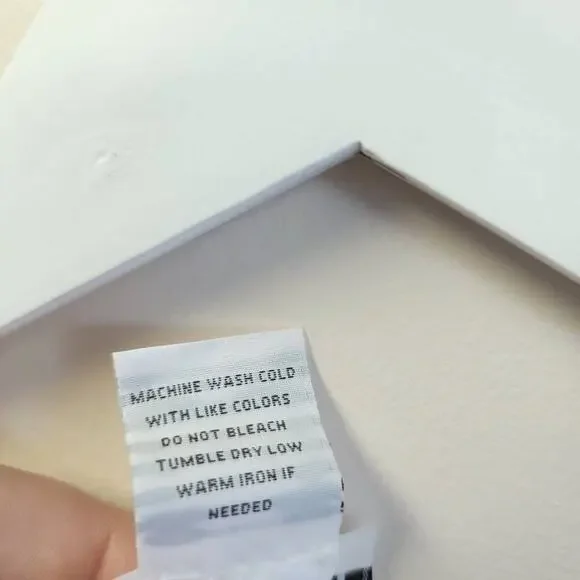 MACHINE WASH COLD
WITH LIKE COLORS
DO NOT BLEACH
TUMBLE DRY LOW
WARM IRON IF
NEEDED